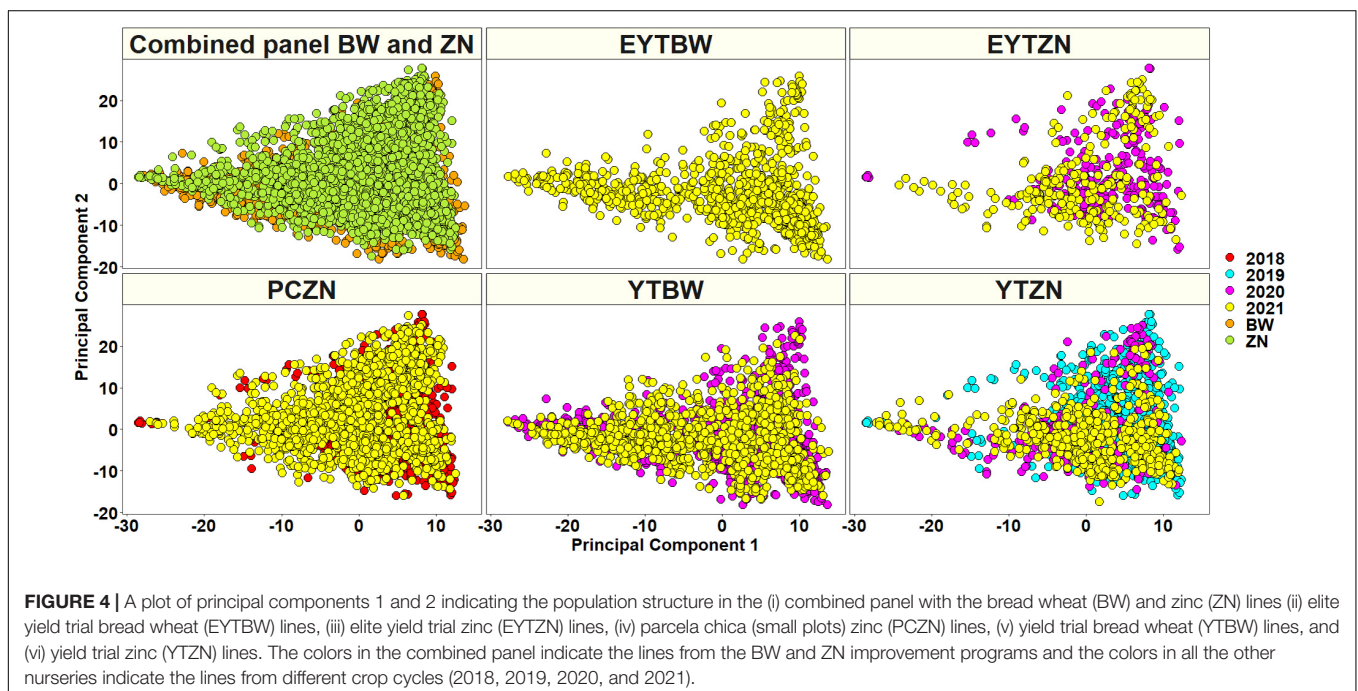 Combined panel BW and ZN
EYTBW
EYTZN
20
10
0
-10
-20
PCZN
YTBW
YTZN
20
10
0
-10
-20
Principal Component 2
-30 -20 -10 0 10
-30 -20 -10 0 10
-30 -20 -10 0 10
Principal Component 1
2018
2019
2020
2021
BW
ZN
FIGURE 4 | A plot of principal components 1 and 2 indicating the population structure in the (i) combined panel with the bread wheat (BW) and zinc (ZN) lines (ii) elite
yield trial bread wheat (EYTBW) lines, (iii) elite yield trial zinc (EYTZN) lines, (iv) parcela chica (small plots) zinc (PCZN) lines, (v) yield trial bread wheat (YTBW) lines, and
(vi) yield trial zinc (YTZN) lines. The colors in the combined panel indicate the lines from the BW and ZN improvement programs and the colors in all the other
nurseries indicate the lines from different crop cycles (2018, 2019, 2020, and 2021).